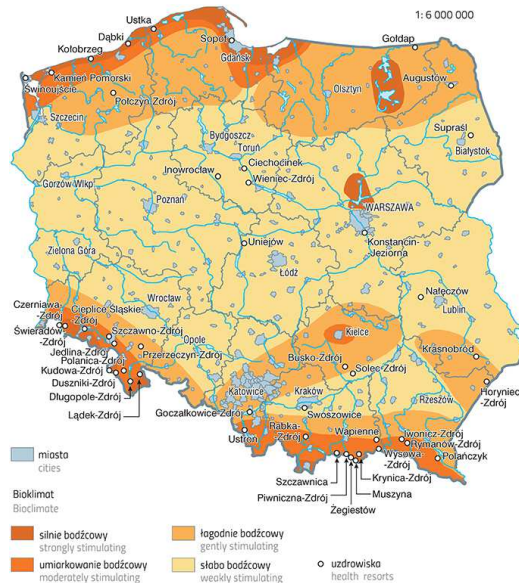 1:6 000 000
Ustka
Dąbki
Sopot
Kołobrzeg
Gdańsk
Gołdap
Kamień Pomorski
Świnoujście
Olsztyn
Augustów
Połczyn-Zdrój
Szczecin
Supraśl
Bydgoszcz
Toruń
Białystok
Ciechocinek
Inowrocław
Wieniec-Zdrój
Gorzów Wlkp.
Poznań
WARSZAWA
Konstancin-
Jeziorna
Uniejów
Zielona Góra
Łódź
Nałęczów
Lublin
Czerniawa
-Zdrój
Cieplice Śląskie
-Zdrój
Wrocław
Świeradów
-Zdrój
Szczawno-Zdrój
Kielce
Opole
Jedlina-Zdrój
Przerzeczyn-Zdrój
Krasnobród
Polanica-Zdrój
Busko-Zdrój
Kudowa-Zdrój
Solec-Zdrój
Duszniki-Zdrój
Horyniec
-Zdrój
Długopole-Zdrój
Katowice
Kraków
Rzeszów
Lądek-Zdrój
Goczałkowice-Zdrój
Swoszowice
Rabka-
Zdrój
Wapienne
Iwonicz-Zdrój
Rymanów-Zdrój
Ustroń
Wysowa-
-Zdrój
Polańczyk
Szczawnica
Krynica-Zdrój
Piwniczna-Zdrój
Muszyna
Żegiestów
miasta
cities
Bioklimat
Bioclimate
silnie bodźcowy
strongly stimulating
umiarkowanie bodźcowy
moderately stimulating
łagodnie bodźcowy
gently stimulating
słabo bodźcowy
weakly stimulating
uzdrowiska
health resorts